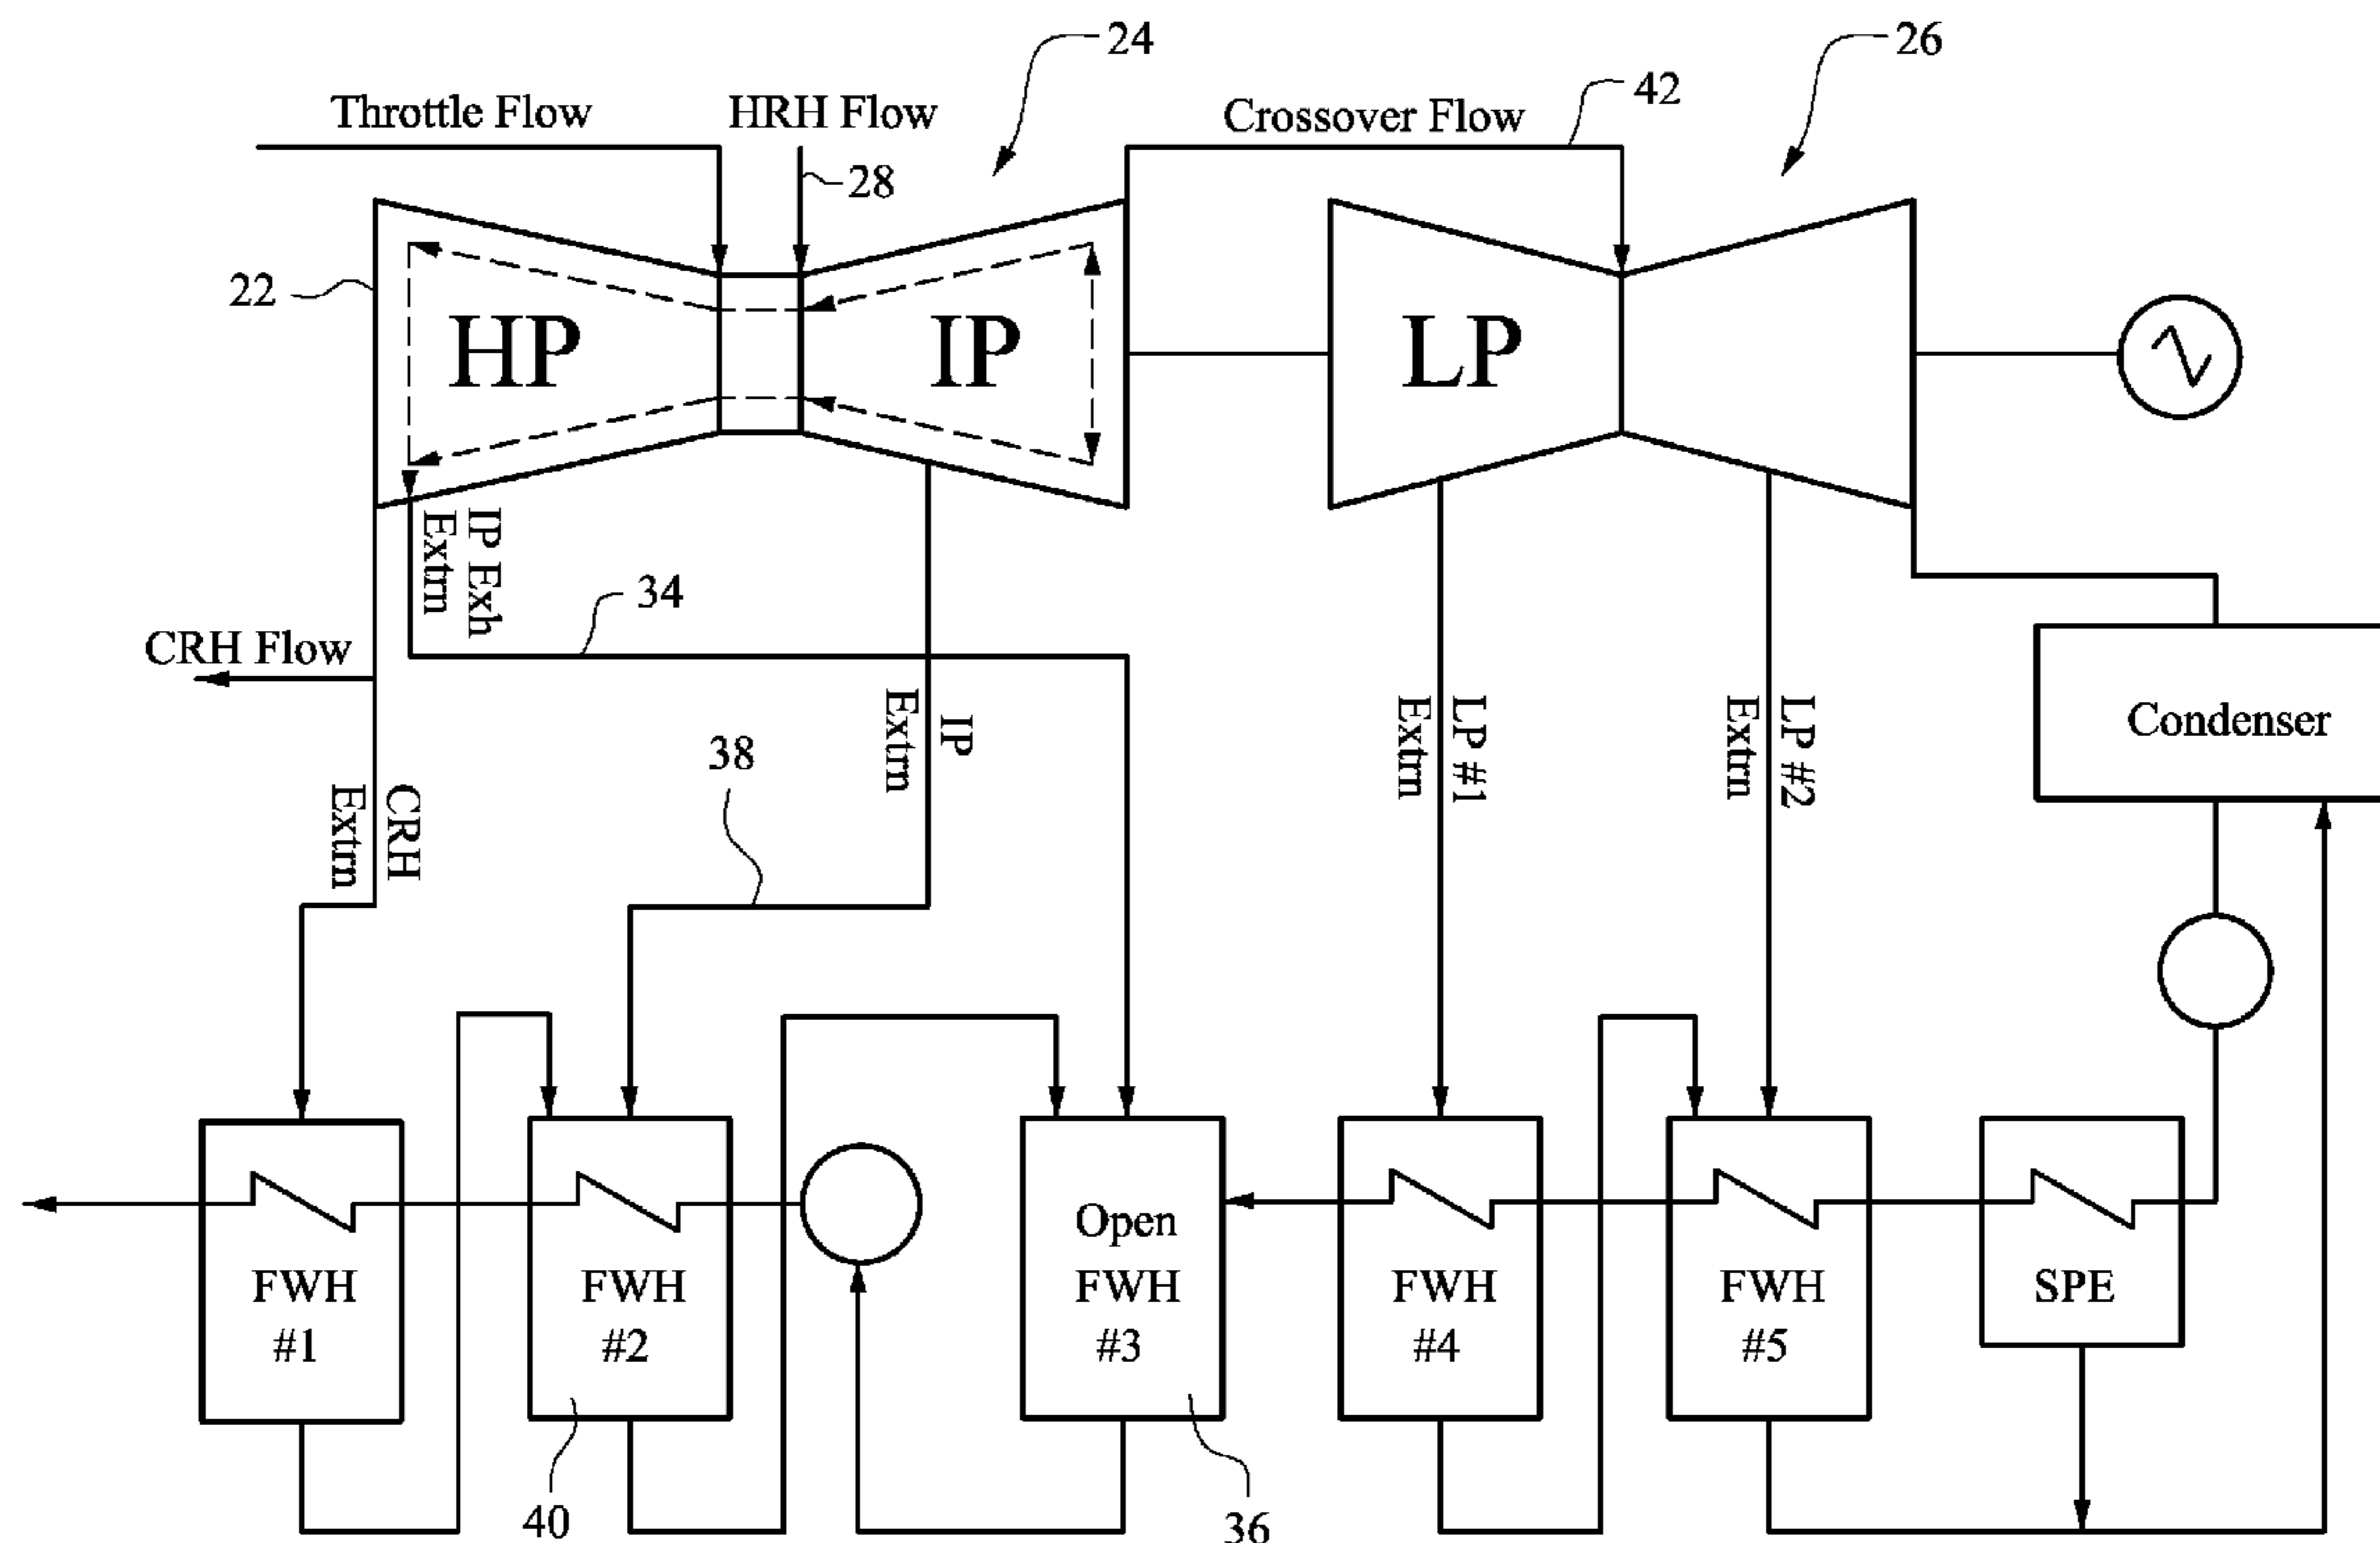 24
26
Throttle Flow
HRH Flow
Crossover Flow
42
28
22
HP
IP
LP
IP Exh
Extrn
34
CRH Flow
IP
Extrn
LP #1
Extrn
LP #2
Extrn
Condenser
38
CRH
Extrn
Open
FWH
#1
FWH
#2
FWH
#3
FWH
#4
FWH
#5
SPE
40
36